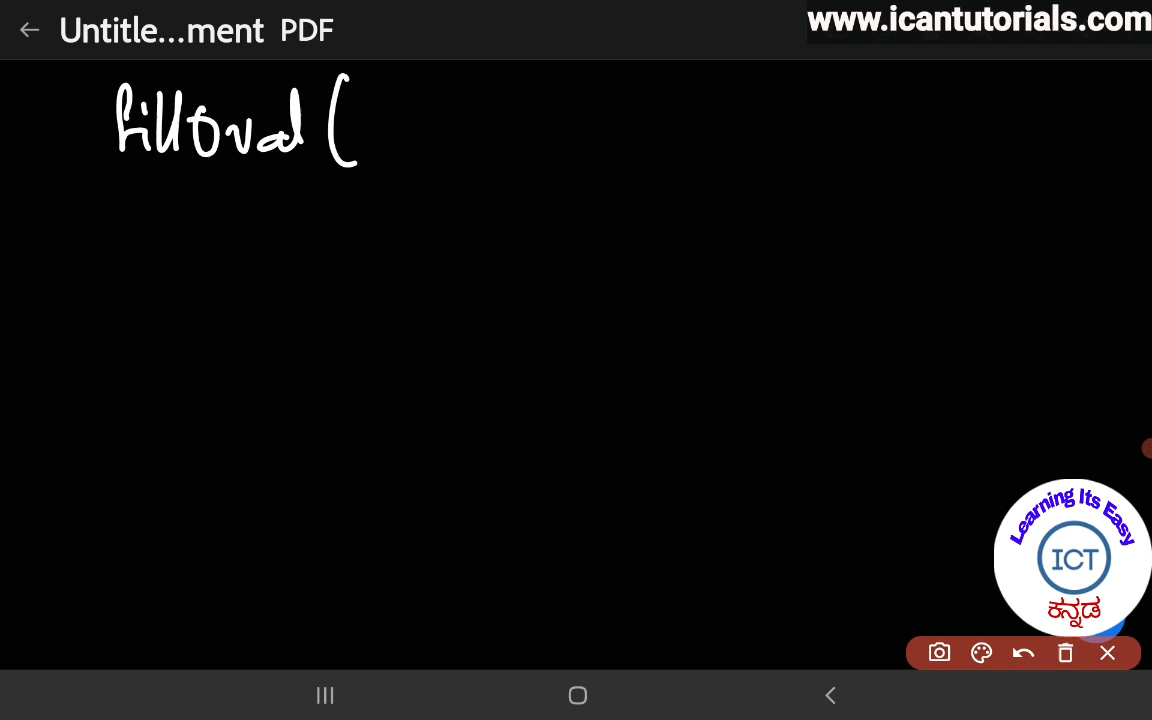 Untitle...ment PDF
www.icantutorials.com
fillOval (
Learning Its Easy
ICT
ಕನ್ನಡ